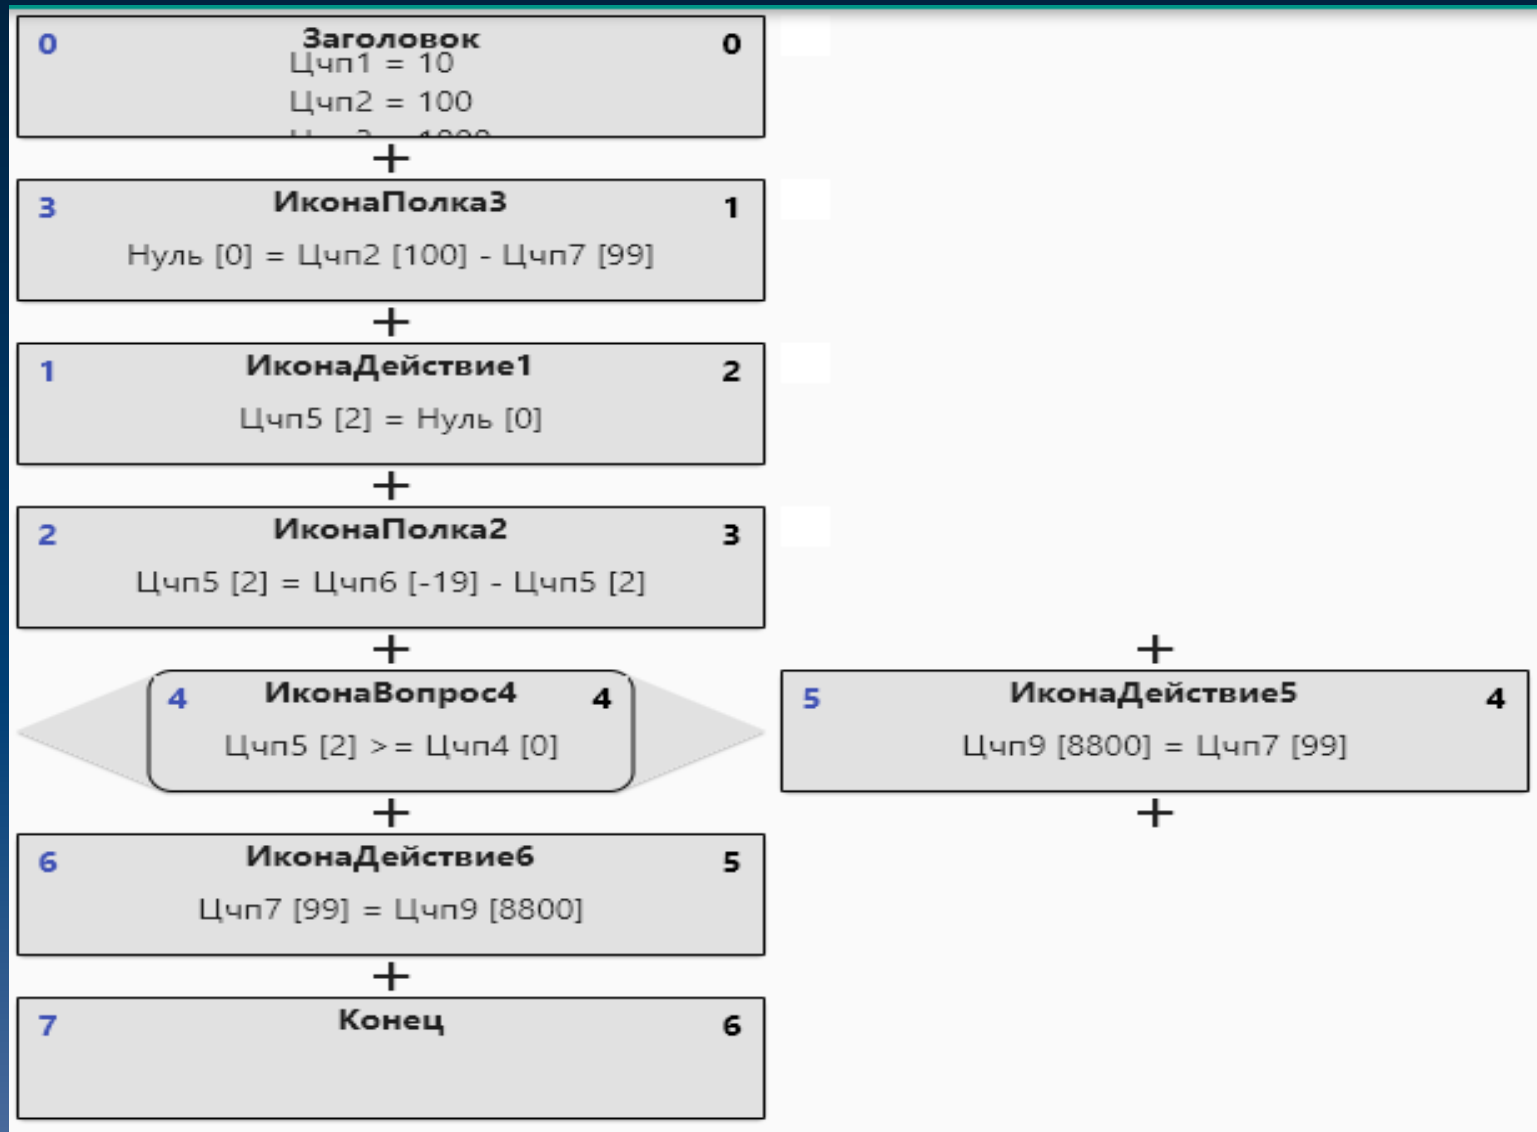 0 Заголовок 0
Цчп1 = 10
Цчп2 = 100
3 ИконаПолка3 1
Нуль [0] = Цчп2 [100] - Цчп7 [99]
1 ИконаДействие1 2
Цчп5 [2] = Нуль [0]
2 ИконаПолка2 3
Цчп5 [2] = Цчп6 [-19] - Цчп5 [2]
4 ИконаВопрос4 4
Цчп5 [2] >= Цчп4 [0]
5 ИконаДействие5 4
Цчп9 [8800] = Цчп7 [99]
6 ИконаДействие6 5
Цчп7 [99] = Цчп9 [8800]
7 Конец 6